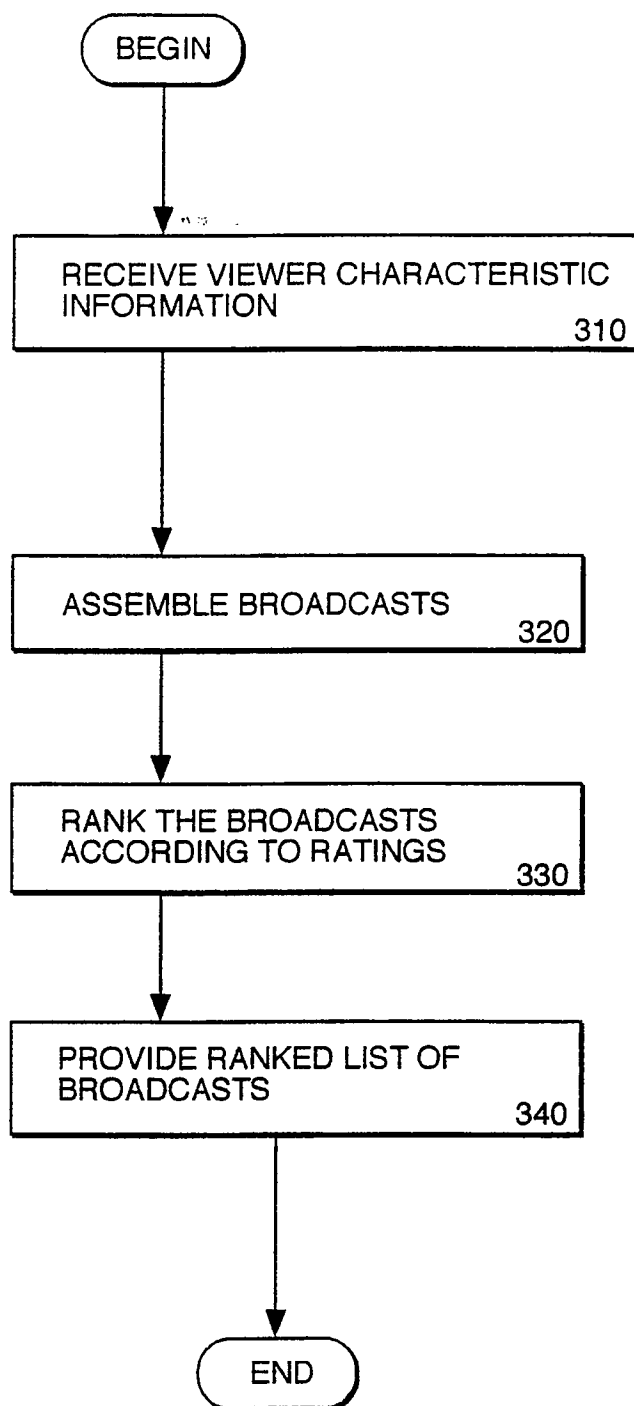 BEGIN
RECEIVE VIEWER CHARACTERISTIC
INFORMATION
310
ASSEMBLE BROADCASTS
320
RANK THE BROADCASTS
ACCORDING TO RATINGS
330
PROVIDE RANKED LIST OF
BROADCASTS
340
END